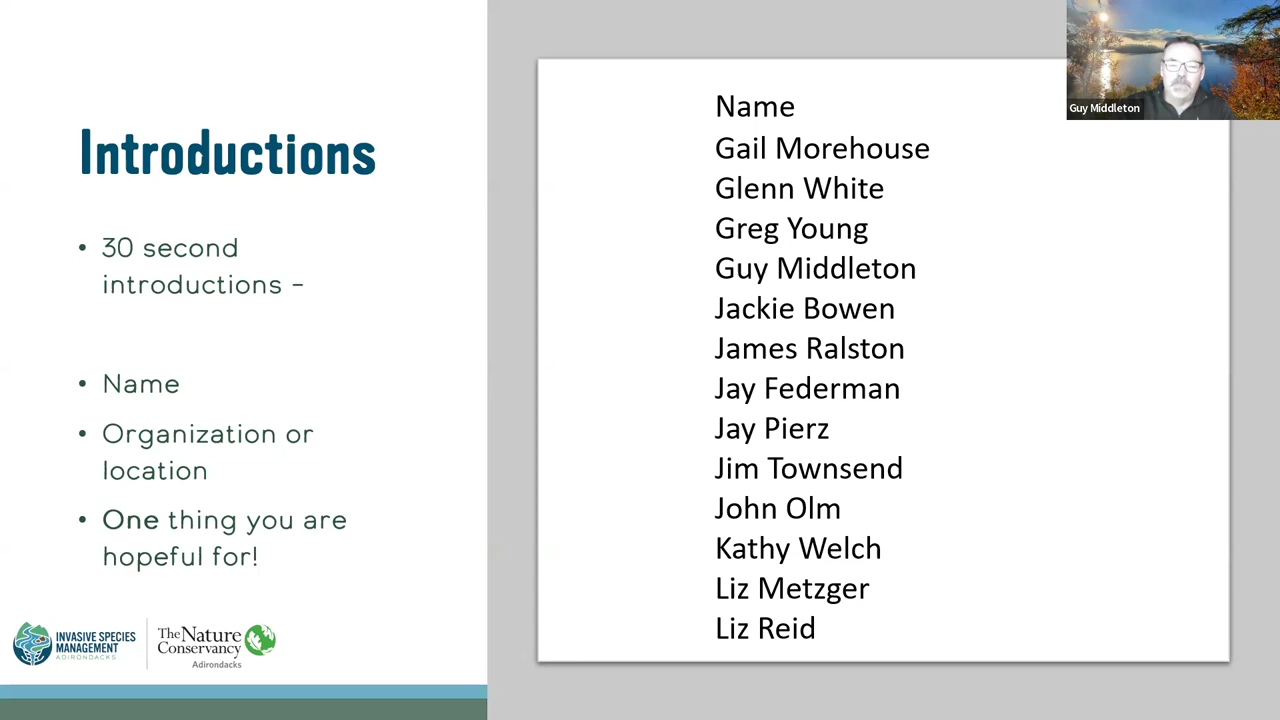 Introductions
• 30 second
introductions –
• Name
• Organization or
location
• One thing you are
hopeful for!
INVASIVE SPECIES
MANAGEMENT
ADIRONDACKS
The Nature
Conservancy
Adirondacks
Name
Gail Morehouse
Glenn White
Greg Young
Guy Middleton
Jackie Bowen
James Ralston
Jay Federman
Jay Pierz
Jim Townsend
John Olm
Kathy Welch
Liz Metzger
Liz Reid
Guy Middleton